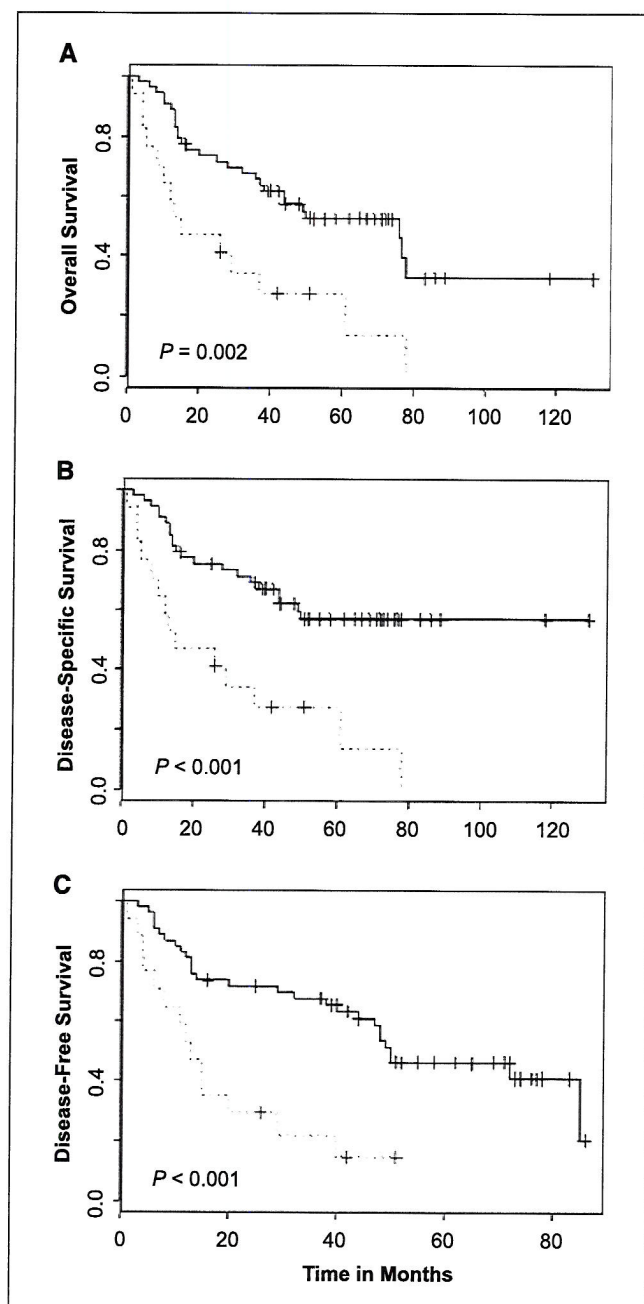 A
Overall Survival
0.0 0.4 0.8
P = 0.002
0 20 40 60 80 100 120
B
Disease-Specific Survival
0.0 0.4 0.8
P < 0.001
0 20 40 60 80 100 120
C
Disease-Free Survival
0.0 0.4 0.8
P < 0.001
0 20 40 60 80
Time in Months